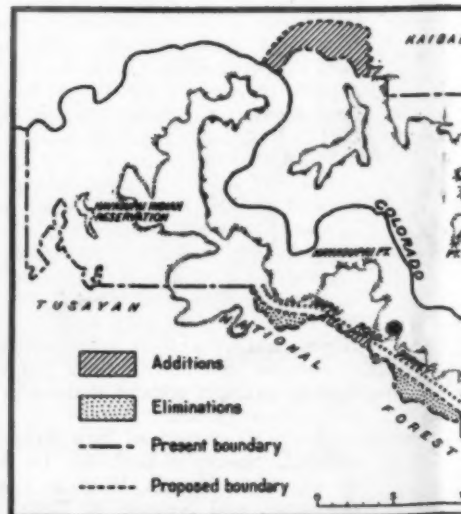 KAIBAB
HAVASUPAI INDIAN
RESERVATION
COLORADO
TUSAYAN
NATIONAL
FOREST
Additions
Eliminations
Present boundary
Proposed boundary